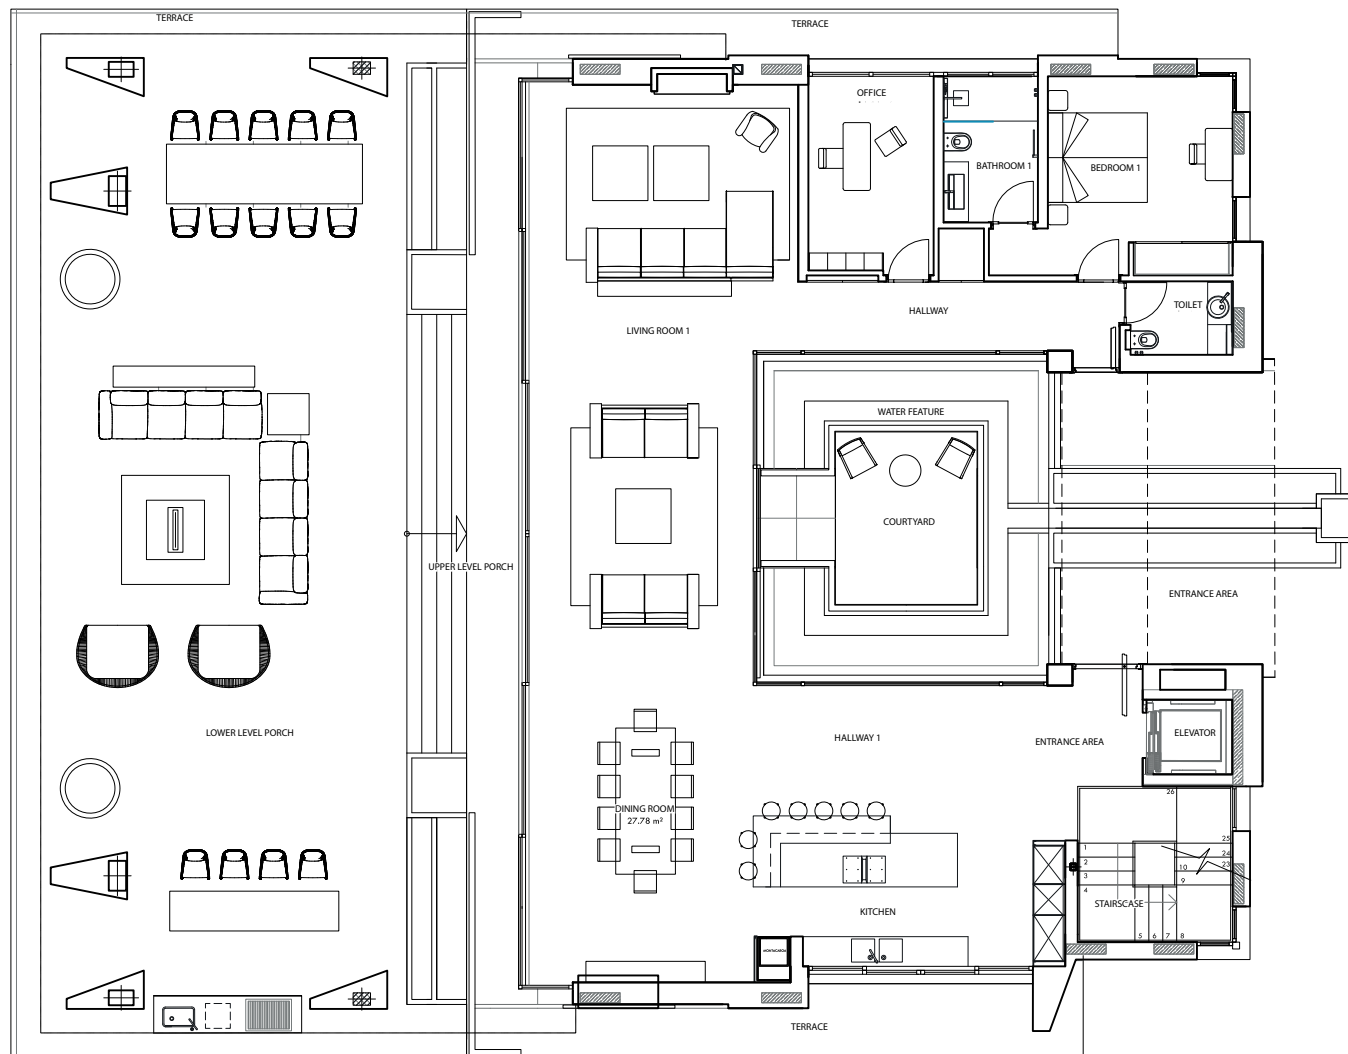 TERRACE
TERRACE
OFFICE
BATHROOM 1
BEDROOM 1
TOILET
HALLWAY
LIVING ROOM 1
WATER FEATURE
COURTYARD
UPPER LEVEL PORCH
ENTRANCE AREA
LOWER LEVEL PORCH
HALLWAY 1
ENTRANCE AREA
ELEVATOR
DINING ROOM
27.78 m²
26
25
24
23
1
2
3
4
10
9
STAIRSCASE
5 6 7 8
KITCHEN
MONTACARGA
TERRACE